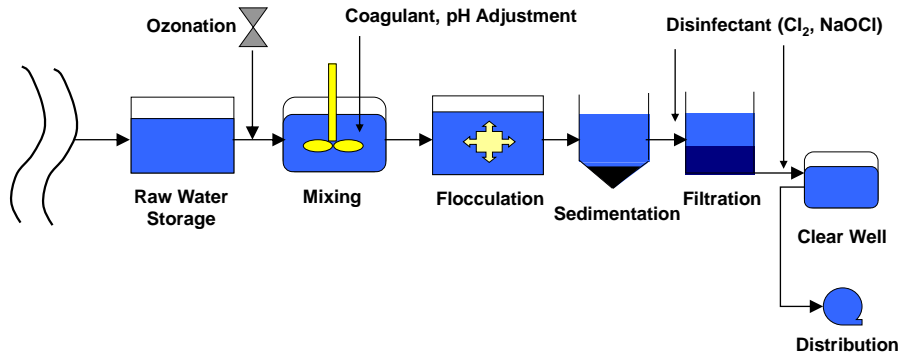 Ozonation
Coagulant, pH Adjustment
Disinfectant (Cl₂, NaOCl)
Raw Water
Storage
Mixing
Flocculation
Sedimentation
Filtration
Clear Well
Distribution